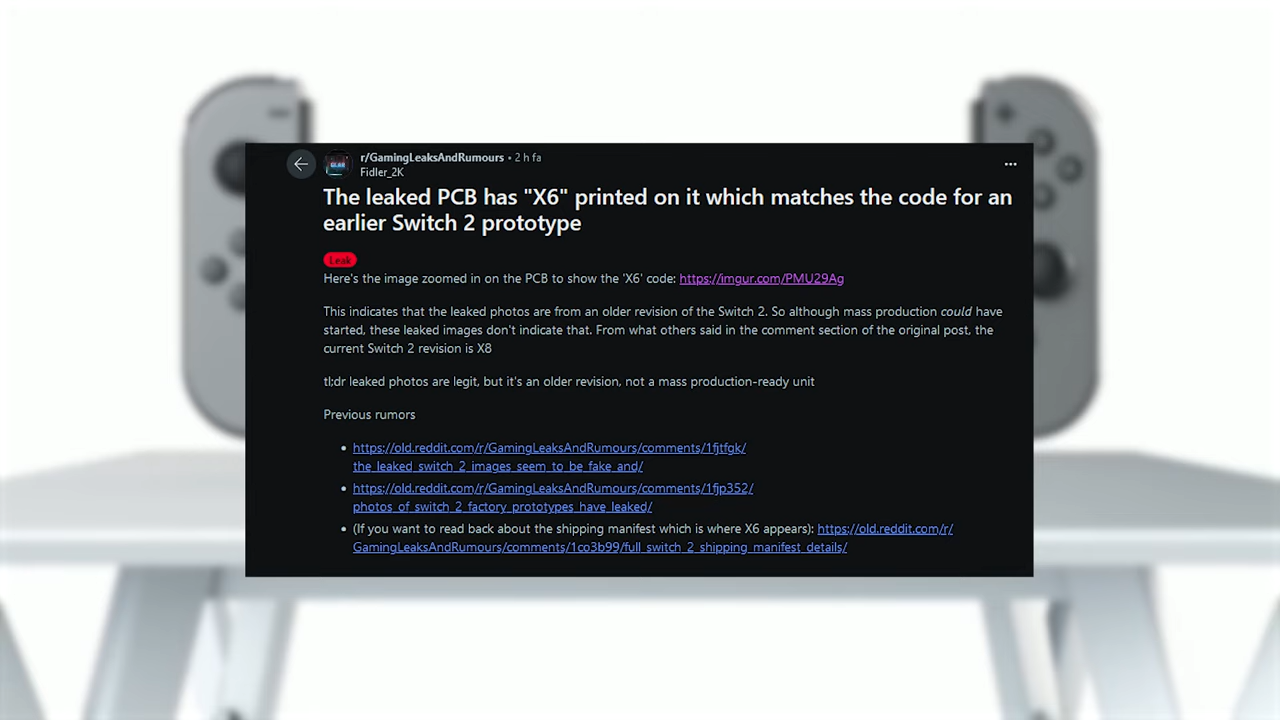 r/GamingLeaksAndRumours • 2 h fa
Fidler_2K
The leaked PCB has "X6" printed on it which matches the code for an
earlier Switch 2 prototype
Leak
Here's the image zoomed in on the PCB to show the 'X6' code: https://imgur.com/PMU29Ag
This indicates that the leaked photos are from an older revision of the Switch 2. So although mass production could have
started, these leaked images don't indicate that. From what others said in the comment section of the original post, the
current Switch 2 revision is X8
tl;dr leaked photos are legit, but it's an older revision, not a mass production-ready unit
Previous rumors
• https://old.reddit.com/r/GamingLeaksAndRumours/comments/1fjtfgk/
the_leaked_switch_2_images_seem_to_be_fake_and/
• https://old.reddit.com/r/GamingLeaksAndRumours/comments/1fjp352/
photos_of_switch_2_factory_prototypes_have_leaked/
• (If you want to read back about the shipping manifest which is where X6 appears): https://old.reddit.com/r/
GamingLeaksAndRumours/comments/1co3b99/full_switch_2_shipping_manifest_details/